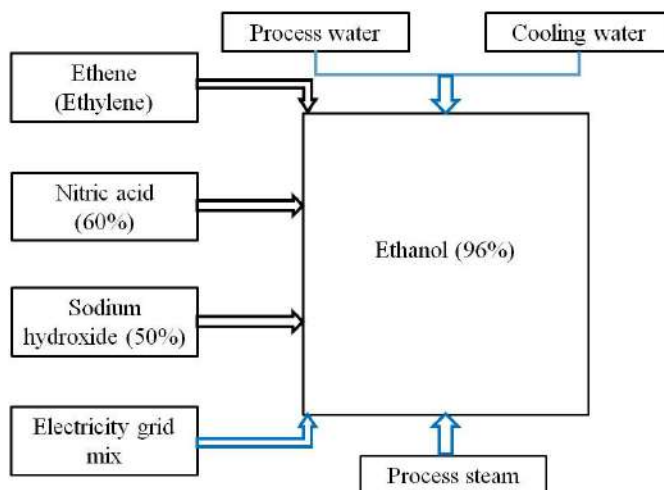 Process water
Cooling water
Ethene
(Ethylene)
Nitric acid
(60%)
Ethanol (96%)
Sodium
hydroxide (50%)
Electricity grid
mix
Process steam